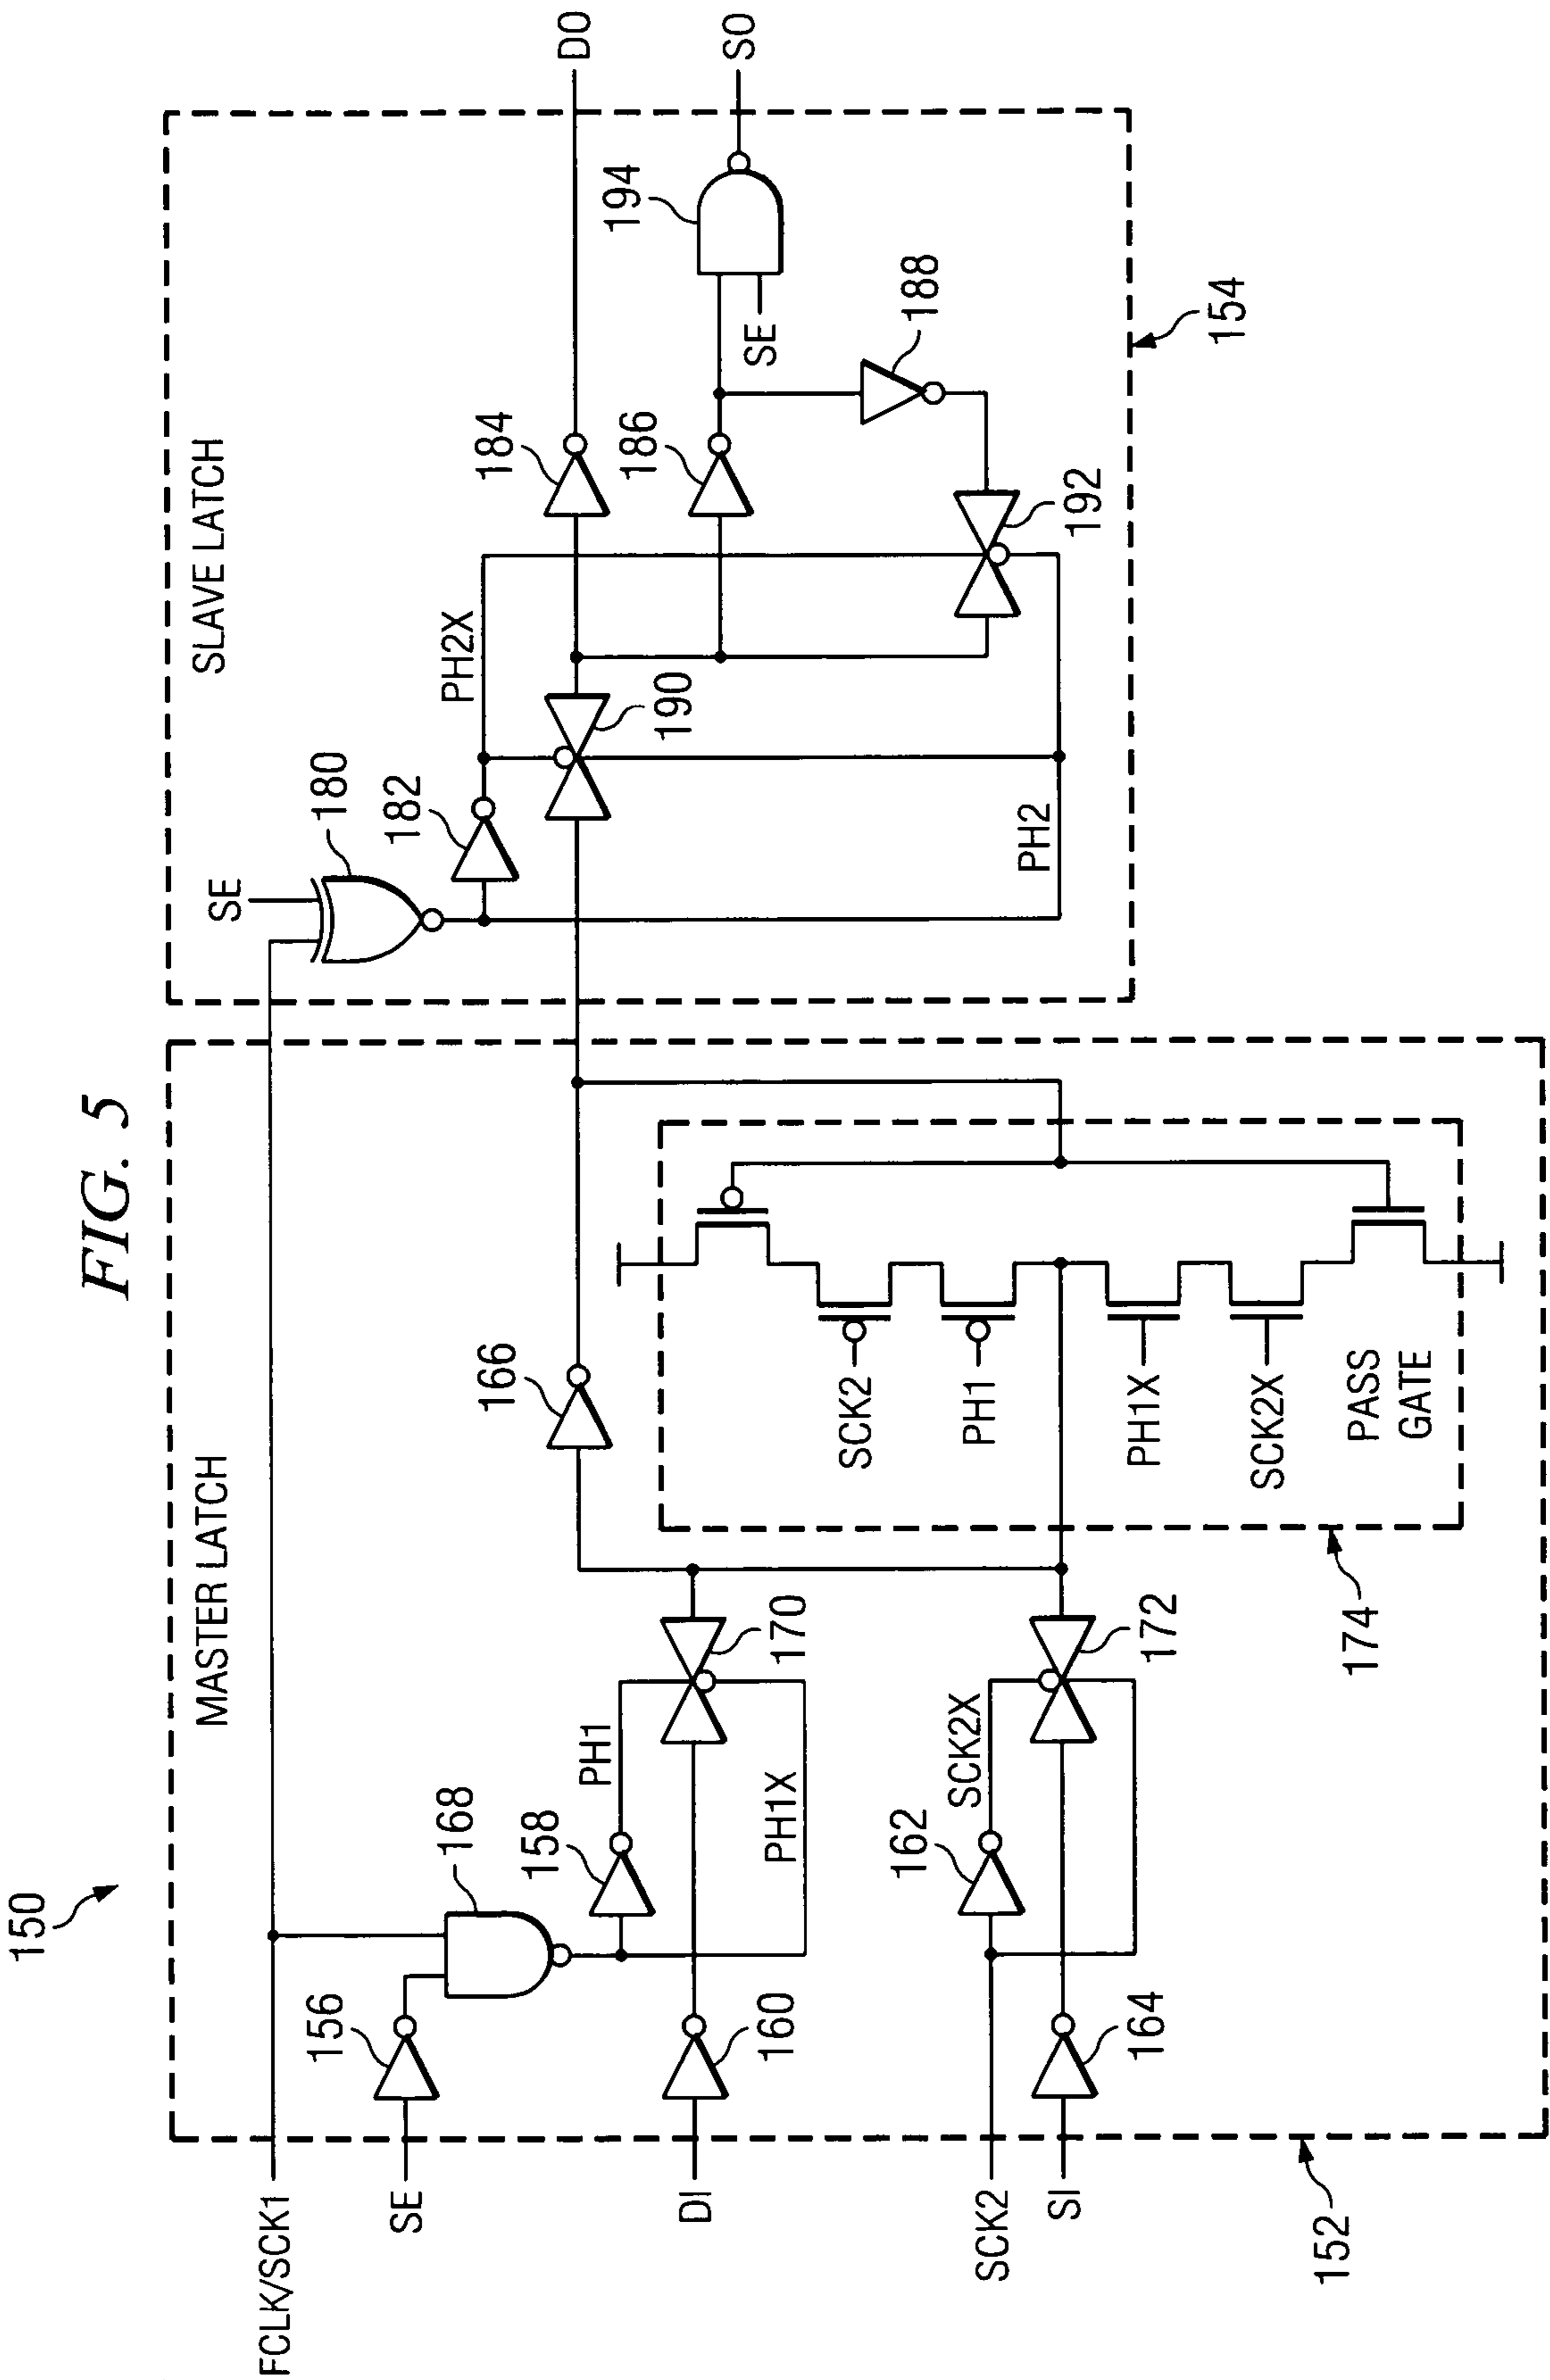 FIG. 5
150
MASTER LATCH
SLAVE LATCH
FCLK/SCK1
SE
156
168
158
PH1
DI
160
PH1X
170
166
SCK2
162
SCK2X
SI
164
172
SCK2
PH1
PH1X
SCK2X
PASS
GATE
174
152
SE
180
182
PH2X
190
184
DO
186
194
SO
SE
188
192
PH2
154